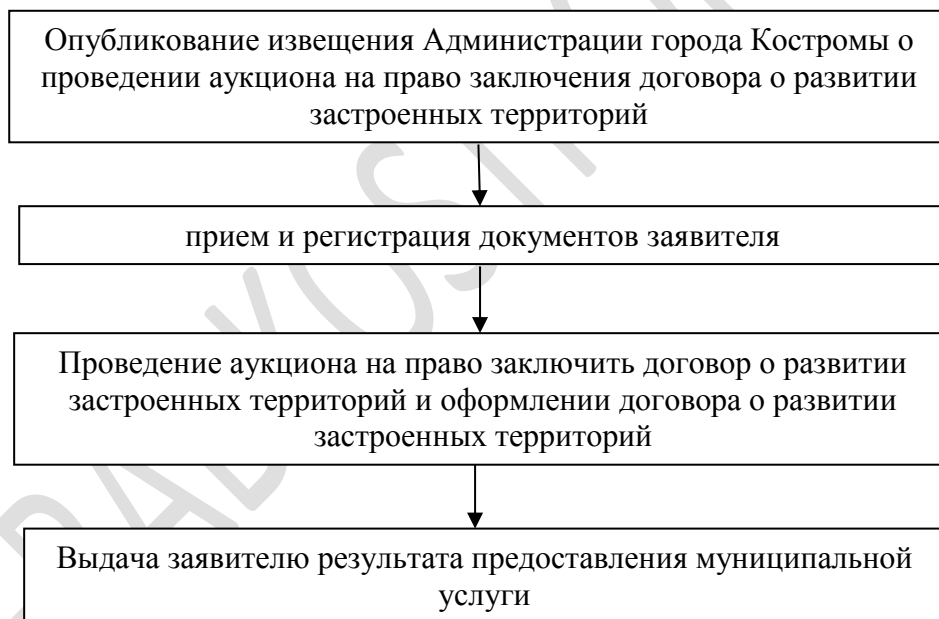 Опубликование извещения Администрации города Костромы о
проведении аукциона на право заключения договора о развитии
застроенных территорий
прием и регистрация документов заявителя
Проведение аукциона на право заключить договор о развитии
застроенных территорий и оформлении договора о развитии
застроенных территорий
Выдача заявителю результата предоставления муниципальной
услуги